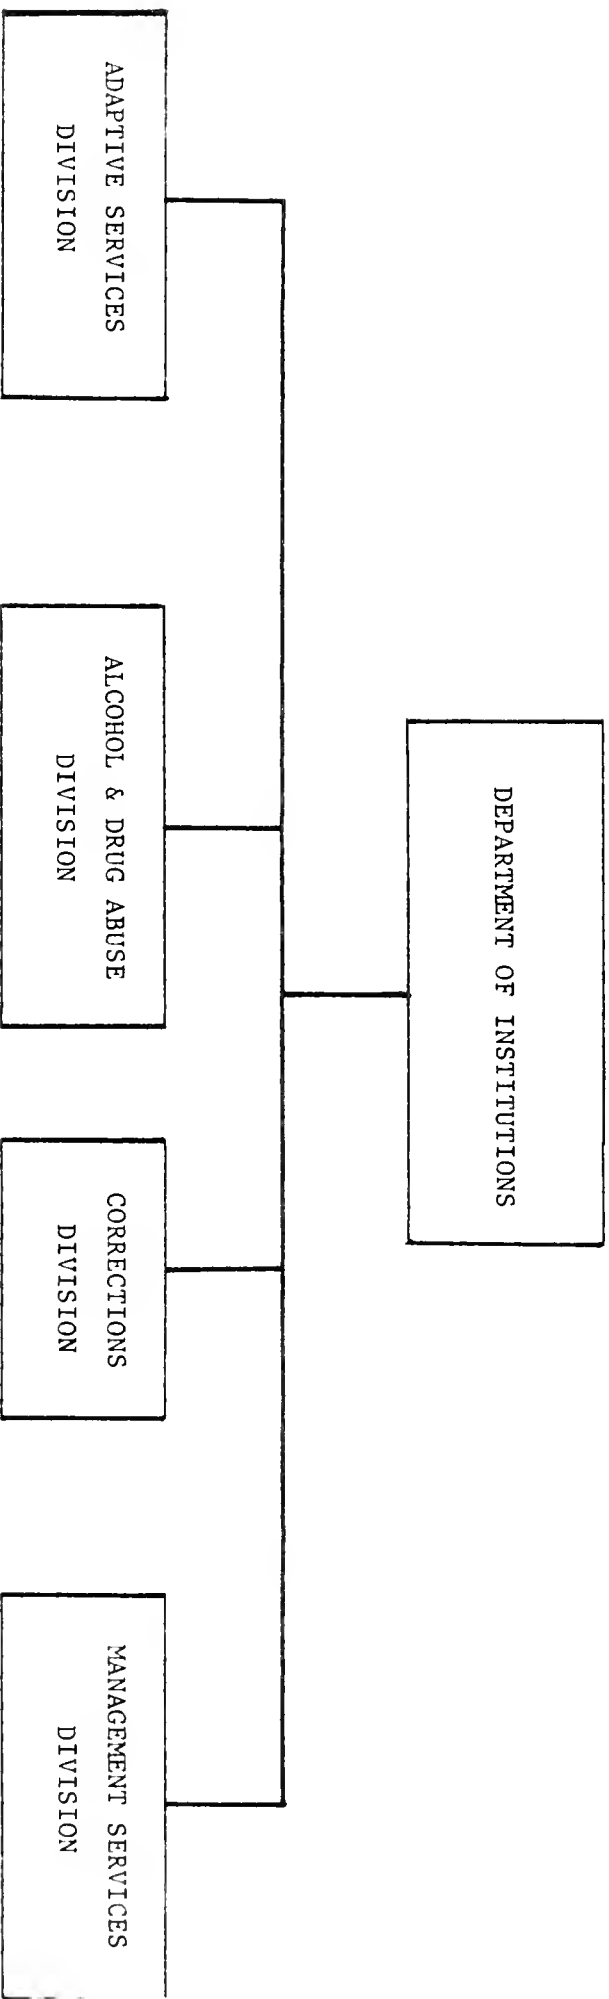 DEPARTMENT OF INSTITUTIONS
ADAPTIVE SERVICES
DIVISION
ALCOHOL & DRUG ABUSE
DIVISION
CORRECTIONS
DIVISION
MANAGEMENT SERVICES
DIVISION